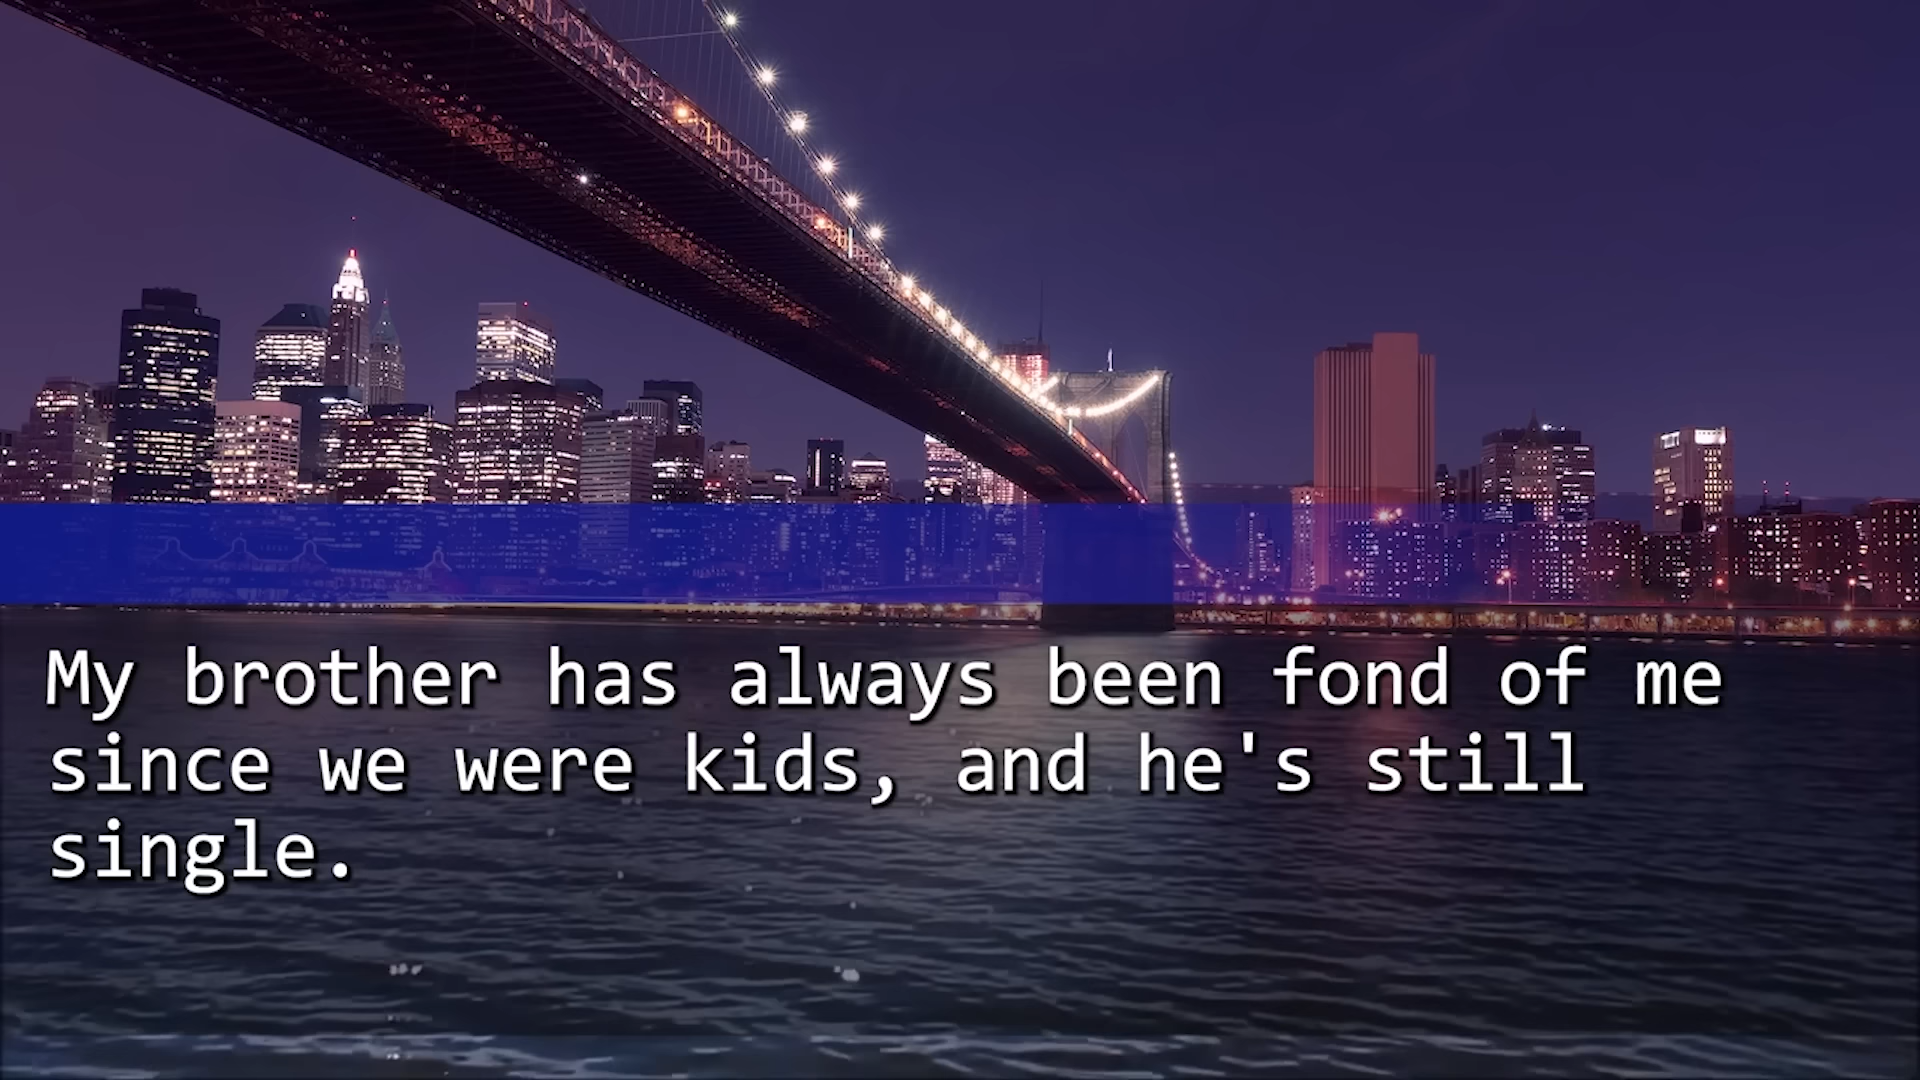 My brother has always been fond of me
since we were kids, and he's still
single.